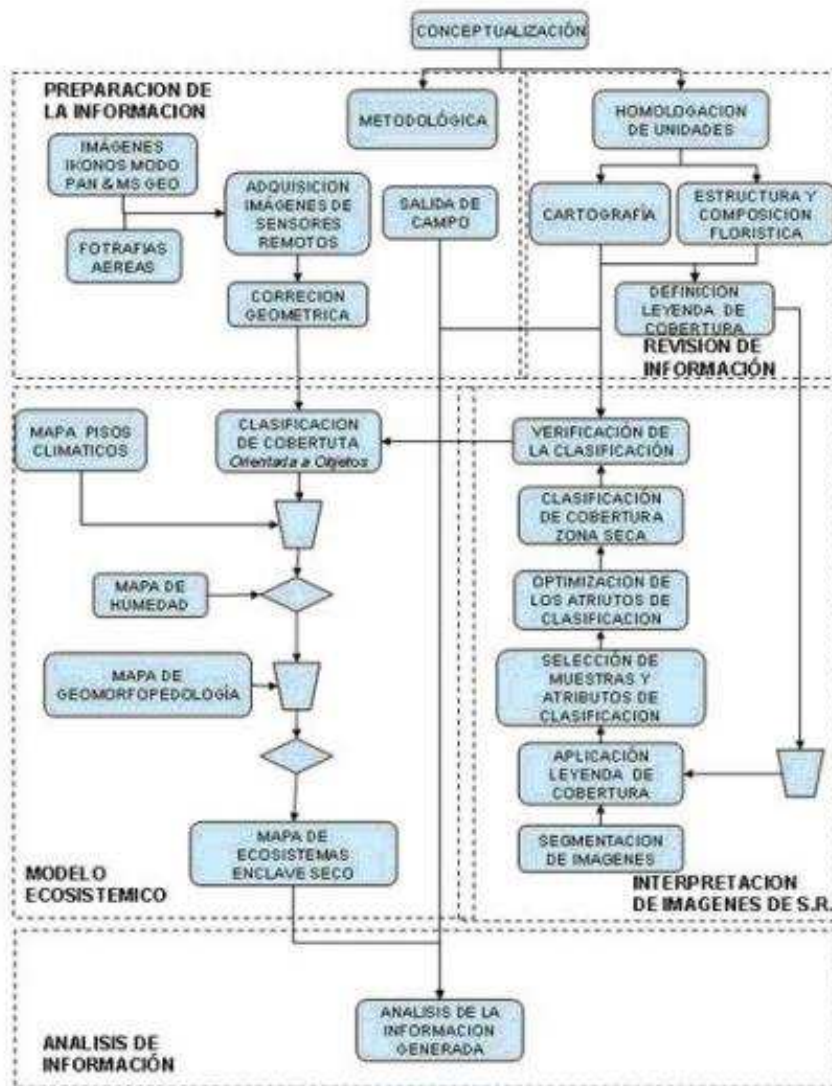 CONCEPTUALIZACIÓN
PREPARACION DE
LA INFORMACION
METODOLÓGICA
HOMOLOGACION
DE UNIDADES
IMÁGENES
IKONOS MODO
PAN & MS GEO
FOTRAFIAS
AEREAS
ADQUISICION
IMÁGENES DE
SENSORES
REMOTOS
SALIDA DE
CAMPO
CARTOGRAFÍA
ESTRUCTURA Y
COMPOSICION
FLORISTICA
CORRECION
GEOMETRICA
DEFINICION
LEYENDA DE
COBERTURA
REVISION DE
INFORMACIÓN
MAPA PISOS
CLIMATICOS
CLASIFICACION
DE COBERTUTA
Orientada a Objetos
VERIFICACIÓN DE
LA CLASIFICACIÓN
CLASIFICACIÓN
DE COBERTURA
ZONA SECA
MAPA DE
HUMEDAD
OPTIMIZACION DE
LOS ATRIUTOS DE
CLASIFICACION
MAPA DE
GEOMORFOPEDOLOGÍA
SELECCIÓN DE
MUESTRAS Y
ATRIBUTOS DE
CLASIFICACION
APLICACIÓN
LEYENDA DE
COBERTURA
MAPA DE
ECOSISTEMAS
ENCLAVE SECO
SEGMENTACION
DE IMAGENES
MODELO
ECOSISTEMICO
INTERPRETACION
DE IMAGENES DE S.R.
ANALISIS DE LA
INFORMACION
GENERADA
ANALISIS DE
INFORMACIÓN